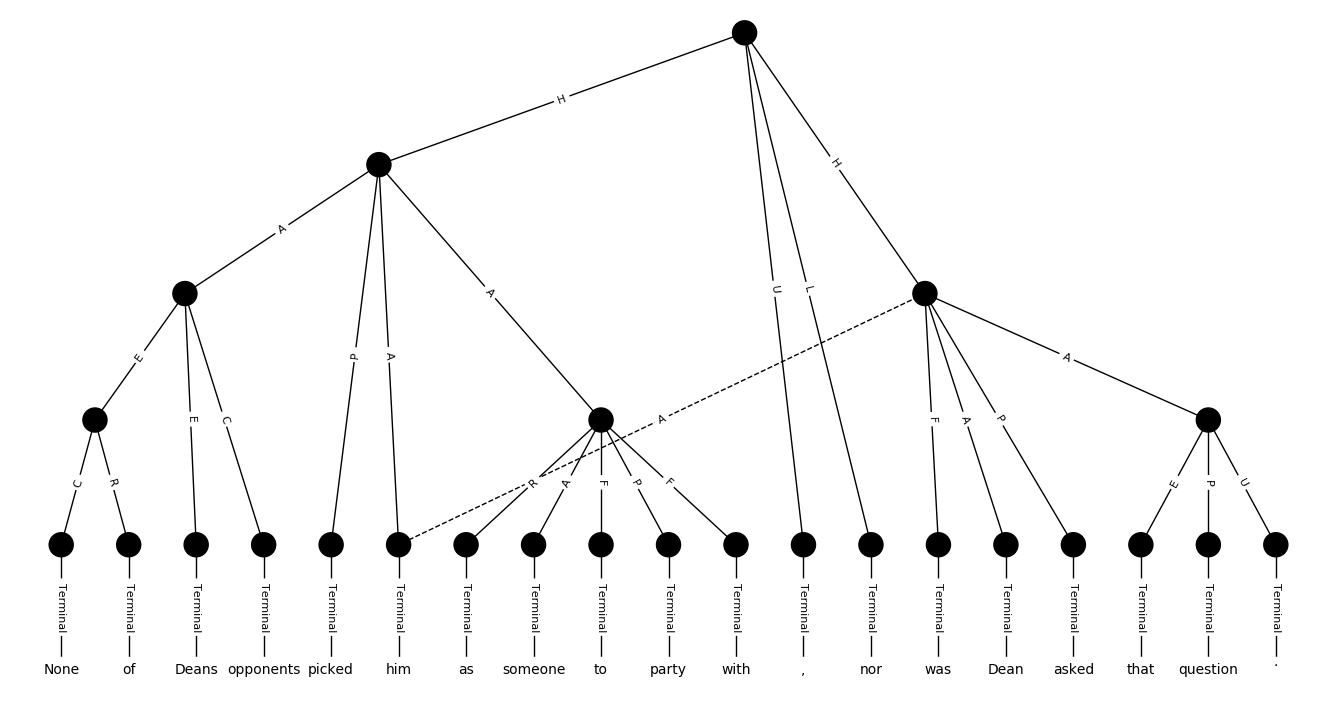 H
H
A
A
U
L
E
P
A
A
E
C
A
F
A
P
C
R
R
A
F
P
F
E
P
U
Terminal Terminal Terminal Terminal Terminal Terminal Terminal Terminal Terminal Terminal Terminal Terminal Terminal Terminal Terminal Terminal Terminal Terminal Terminal
None of Deans opponents picked him as someone to party with , nor was Dean asked that question .